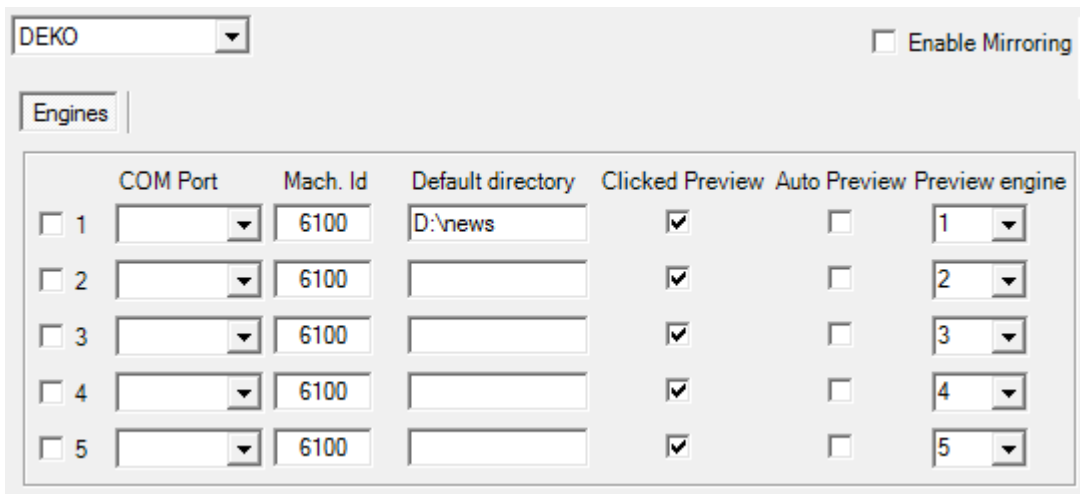 DEKO
Enable Mirroring
Engines
COM Port Mach. Id Default directory Clicked Preview Auto Preview Preview engine
1 6100 D:\news 1
2 6100 2
3 6100 3
4 6100 4
5 6100 5